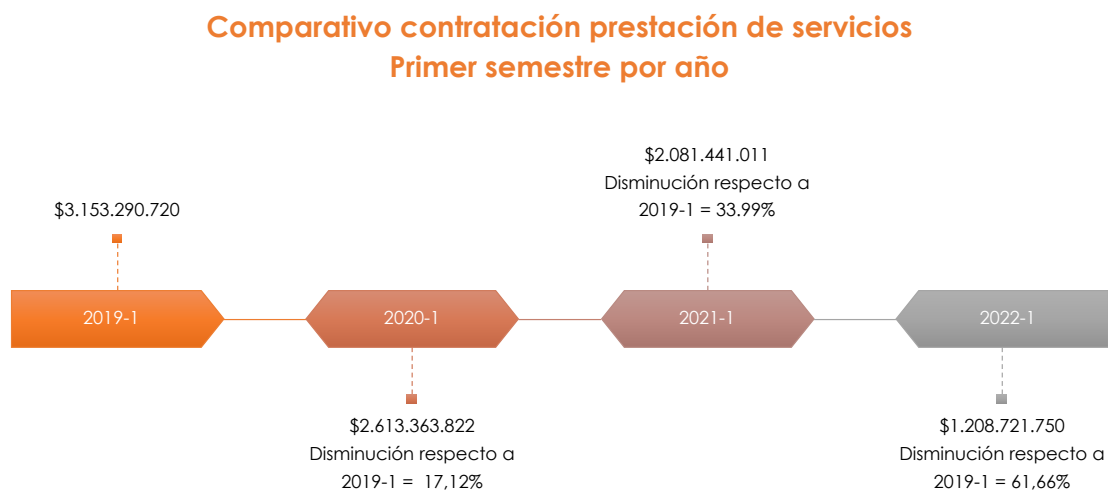 Comparativo contratación prestación de servicios
Primer semestre por año
$3.153.290.720
2019-1
2020-1
$2.613.363.822
Disminución respecto a
2019-1 =  17,12%
$2.081.441.011
Disminución respecto a
2019-1 = 33.99%
2021-1
2022-1
$1.208.721.750
Disminución respecto a
2019-1 = 61,66%